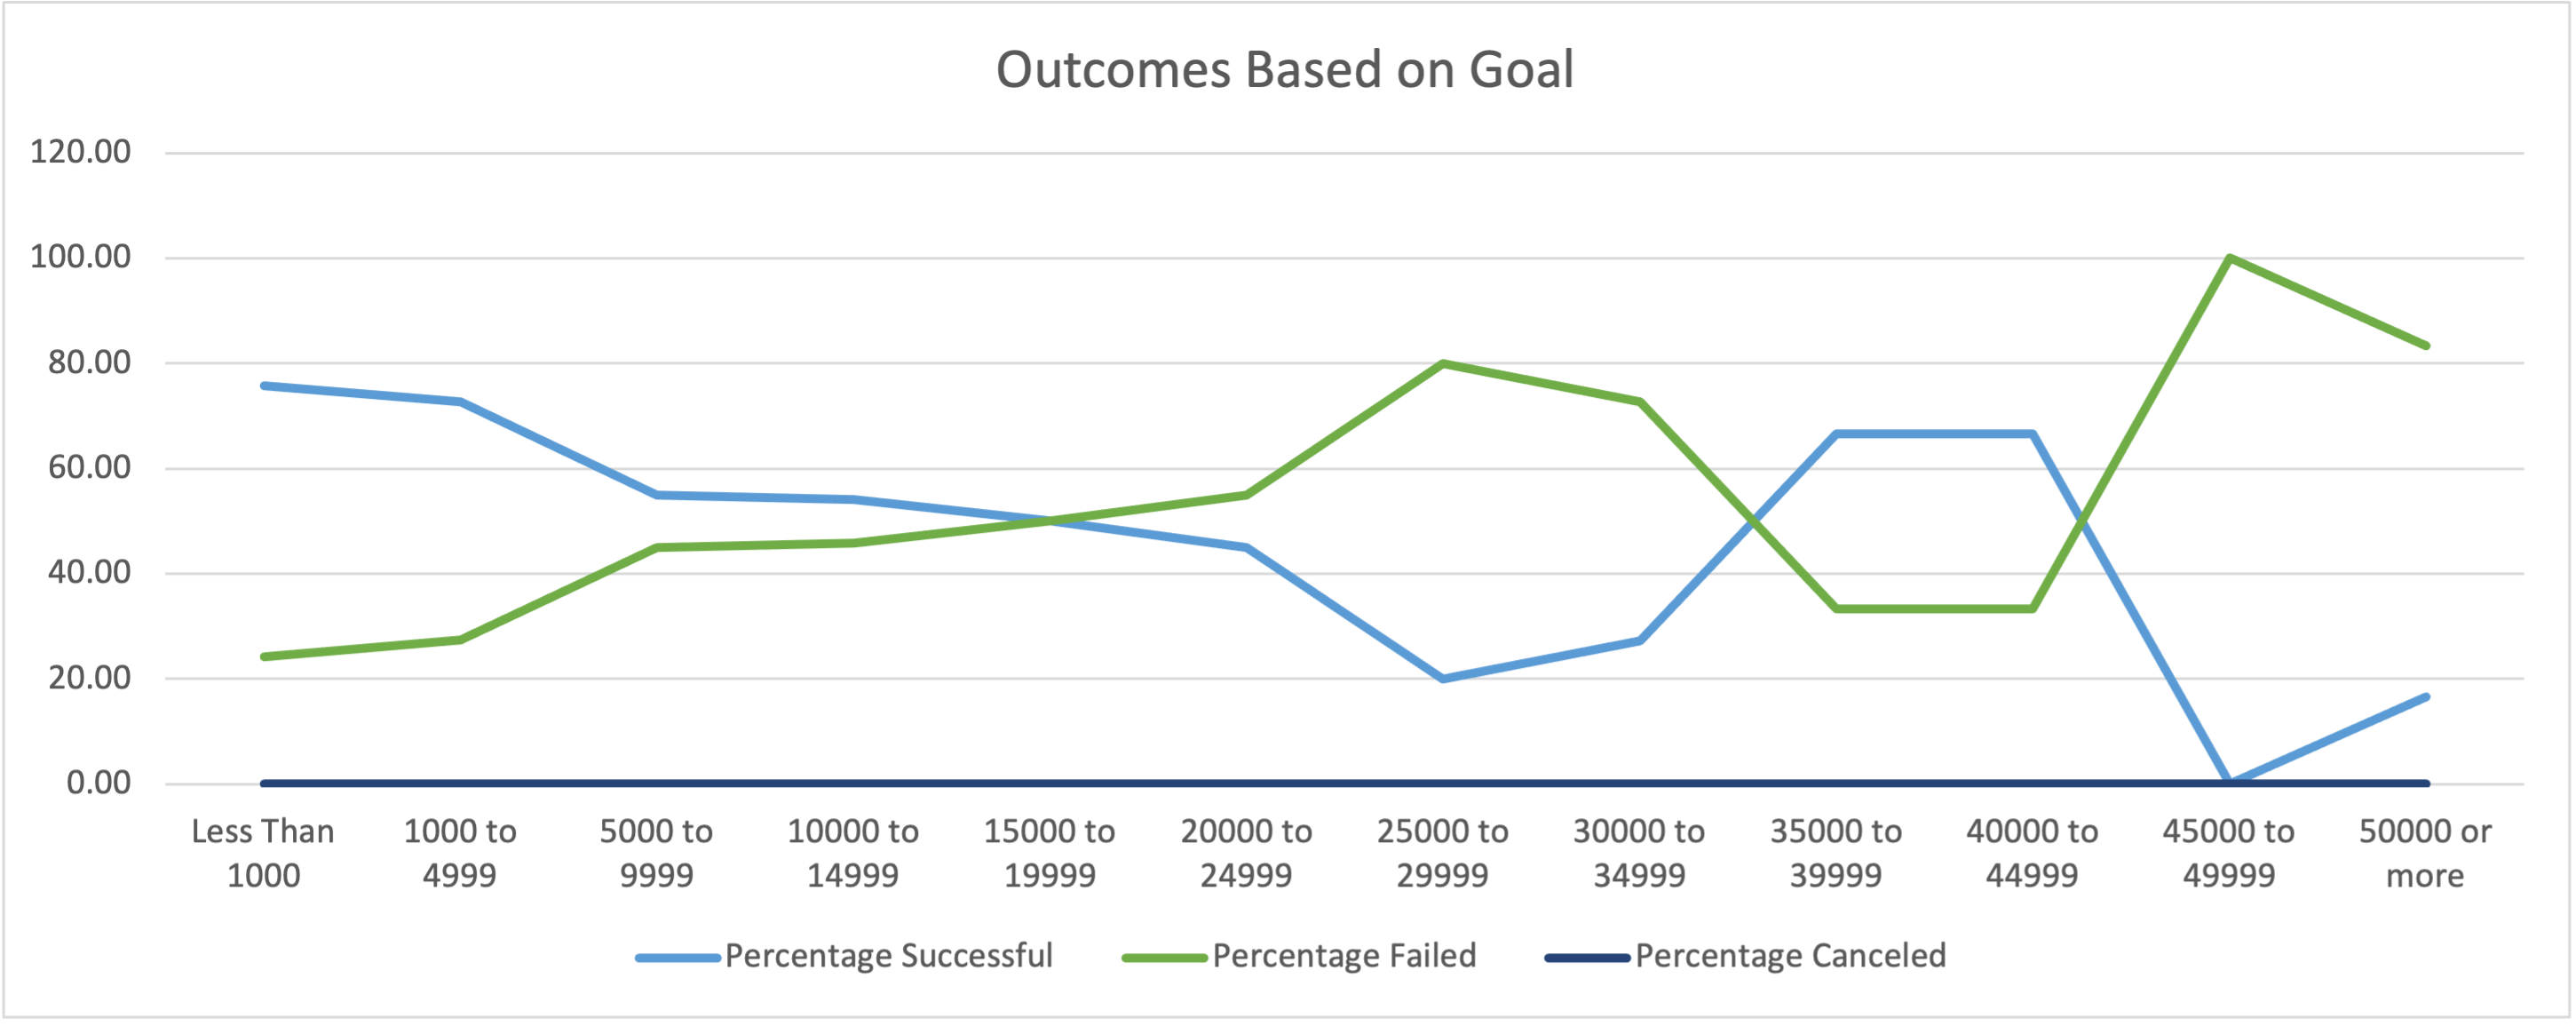 Outcomes Based on Goal
120.00
100.00
80.00
60.00
40.00
20.00
0.00
Less Than
1000
1000 to
4999
5000 to
9999
10000 to
14999
15000 to
19999
20000 to
24999
25000 to
29999
30000 to
34999
35000 to
39999
40000 to
44999
45000 to
49999
50000 or
more
Percentage Successful
Percentage Failed
Percentage Canceled